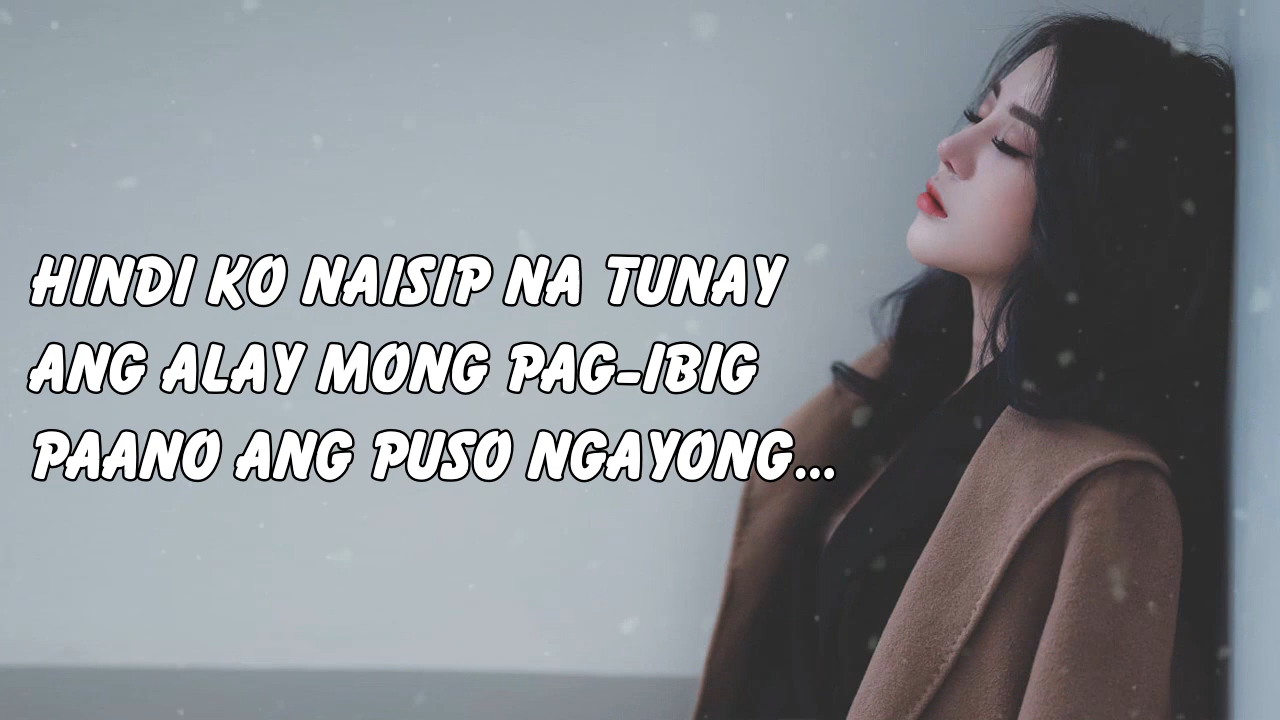 HINDI KO NAISIP NA TUNAY
ANG ALAY MONG PAG-IBIG
PAANO ANG PUSO NGAYONG...